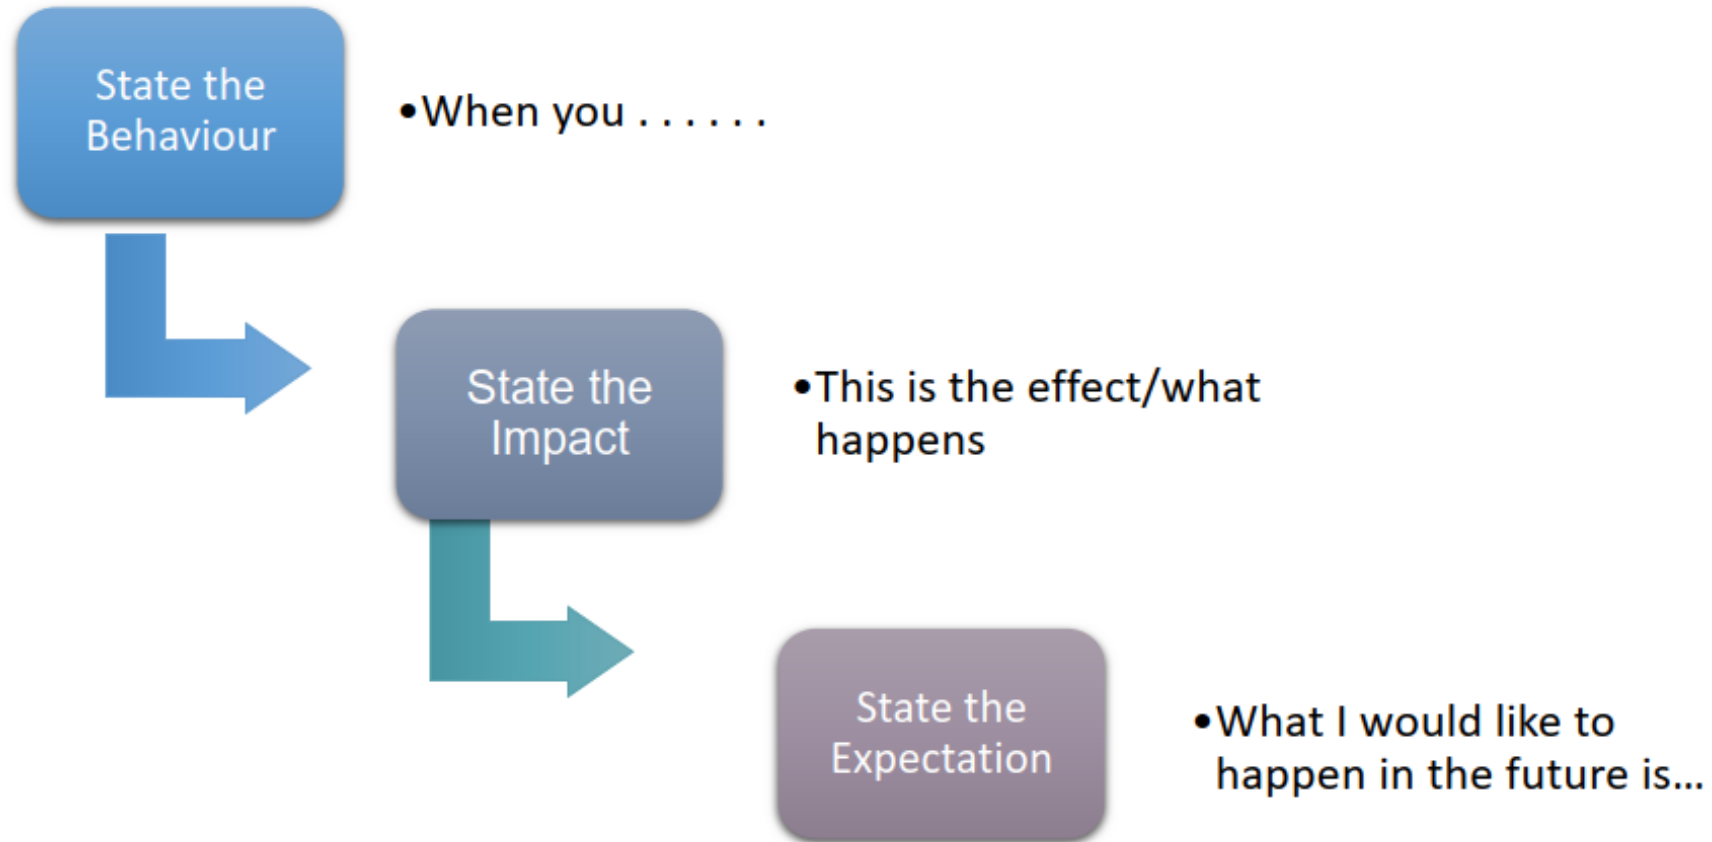 State the
Behaviour
•When you . . . . . .
State the
Impact
•This is the effect/what
happens
State the
Expectation
•What I would like to
happen in the future is...